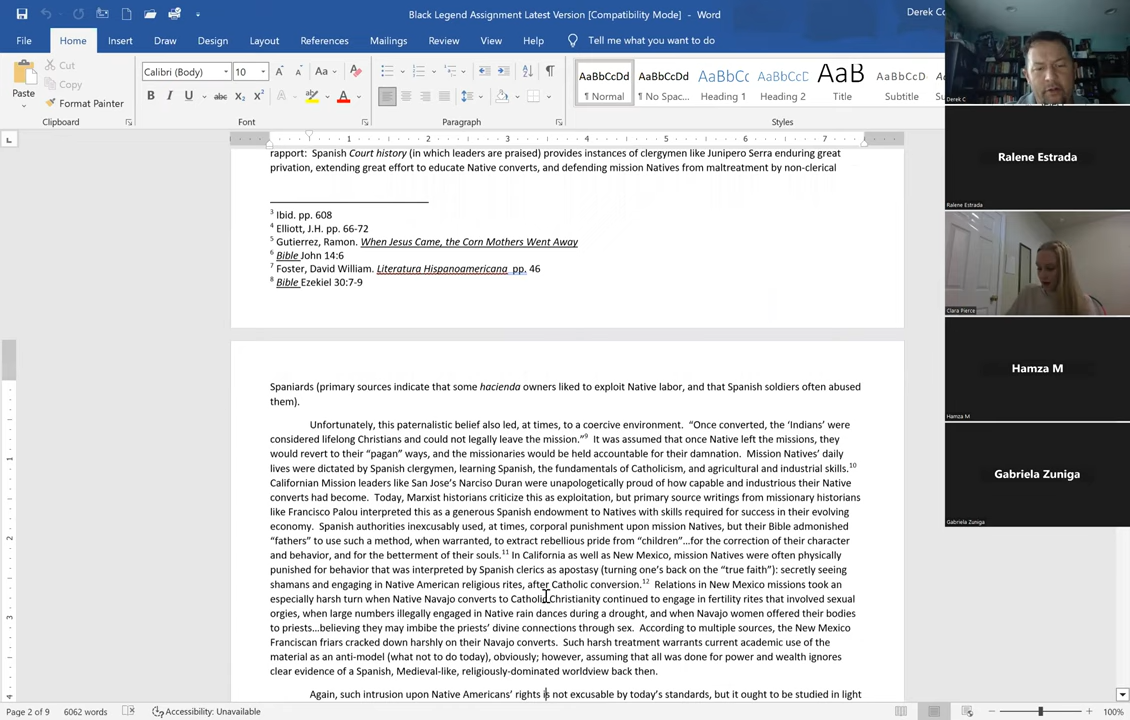 Black Legend Assignment Latest Version [Compatibility Mode] - Word
Derek Co
File Home Insert Draw Design Layout References Mailings Review View Help Tell me what you want to do
Paste
Cut
Copy
Format Painter
Clipboard
Calibri (Body) 10
Font
Paragraph
AaBbCcDd AaBbCcDd AaBbCc AaBbCcC AaB AaBbCcC
¶ Normal ¶ No Spac... Heading 1 Heading 2 Title Subtitle
Styles
1 2 3 4 5 6 7
rapport: Spanish Court history (in which leaders are praised) provides instances of clergymen like Junipero Serra enduring great
privation, extending great effort to educate Native converts, and defending mission Natives from maltreatment by non-clerical
3 Ibid. pp. 608
4 Elliott, J.H. pp. 66-72
5 Gutierrez, Ramon. When Jesus Came, the Corn Mothers Went Away
6 Bible John 14:6
7 Foster, David William. Literatura Hispanoamericana pp. 46
8 Bible Ezekiel 30:7-9
Spaniards (primary sources indicate that some hacienda owners liked to exploit Native labor, and that Spanish soldiers often abused
them).
Unfortunately, this paternalistic belief also led, at times, to a coercive environment. "Once converted, the 'Indians' were
considered lifelong Christians and could not legally leave the mission."9 It was assumed that once Native left the missions, they
would revert to their "pagan" ways, and the missionaries would be held accountable for their damnation. Mission Natives' daily
lives were dictated by Spanish clergymen, learning Spanish, the fundamentals of Catholicism, and agricultural and industrial skills.10
Californian Mission leaders like San Jose's Narciso Duran were unapologetically proud of how capable and industrious their Native
converts had become. Today, Marxist historians criticize this as exploitation, but primary source writings from missionary historians
like Francisco Palou interpreted this as a generous Spanish endowment to Natives with skills required for success in their evolving
economy. Spanish authorities inexcusably used, at times, corporal punishment upon mission Natives, but their Bible admonished
"fathers" to use such a method, when warranted, to extract rebellious pride from "children"...for the correction of their character
and behavior, and for the betterment of their souls.11 In California as well as New Mexico, mission Natives were often physically
punished for behavior that was interpreted by Spanish clerics as apostasy (turning one's back on the "true faith"): secretly seeing
shamans and engaging in Native American religious rites, after Catholic conversion.12 Relations in New Mexico missions took an
especially harsh turn when Native Navajo converts to Catholic Christianity continued to engage in fertility rites that involved sexual
orgies, when large numbers illegally engaged in Native rain dances during a drought, and when Navajo women offered their bodies
to priests...believing they may imbibe the priests' divine connections through sex. According to multiple sources, the New Mexico
Franciscan friars cracked down harshly on their Navajo converts. Such harsh treatment warrants current academic use of the
material as an anti-model (what not to do today), obviously; however, assuming that all was done for power and wealth ignores
clear evidence of a Spanish, Medieval-like, religiously-dominated worldview back then.
Again, such intrusion upon Native Americans' rights is not excusable by today's standards, but it ought to be studied in light
Page 2 of 9 6062 words Accessibility: Unavailable 100%
Derek C
Ralene Estrada
Ralene Estrada
Clara Pierce
Hamza M
Hamza M
Gabriela Zuniga
Gabriela Zuniga